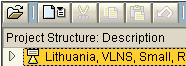 Project Structure: Description
Lithuania, VLNS, Small, R